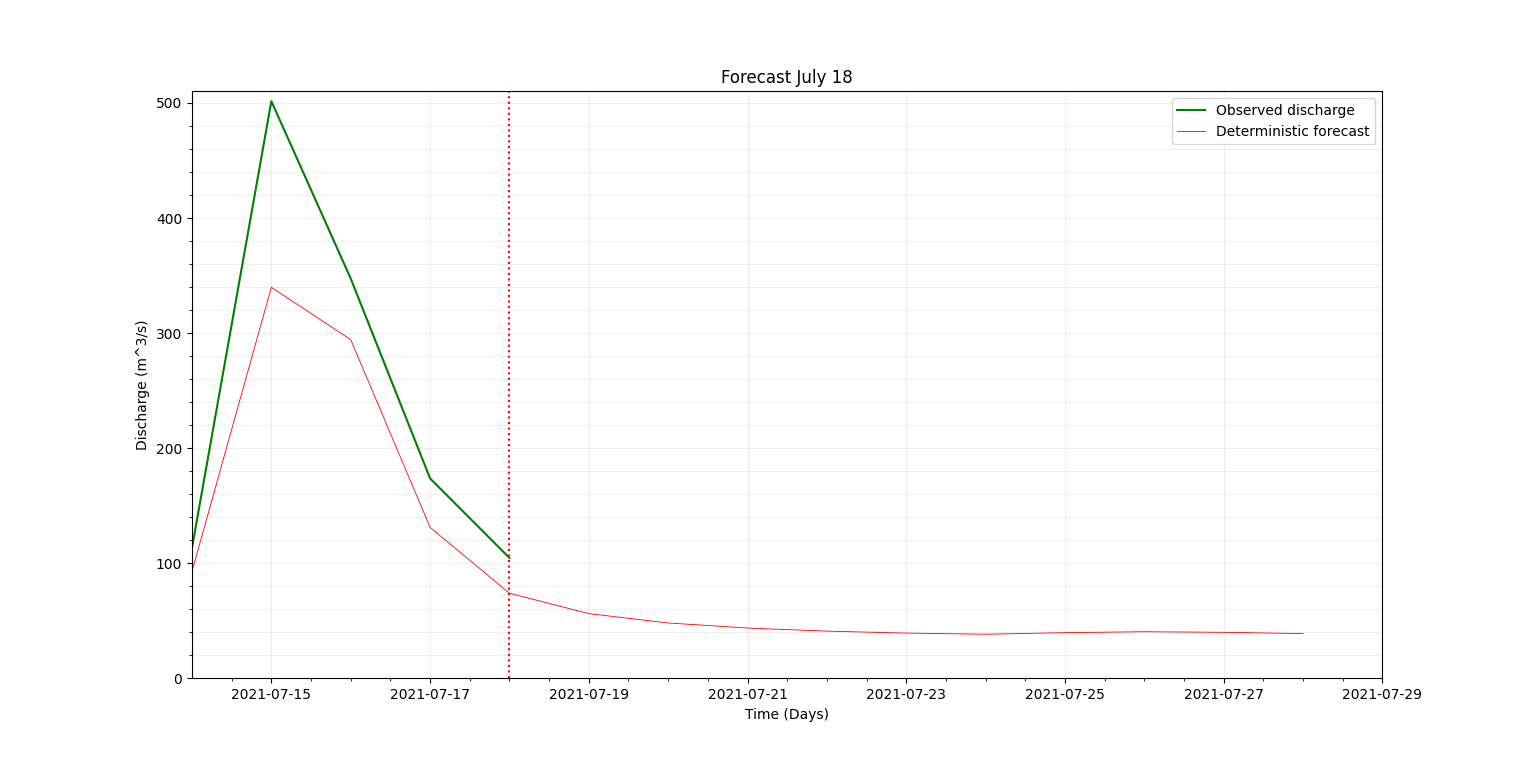 Forecast July 18
Observed discharge
Deterministic forecast
500
400
300
200
100
0
Discharge (m^3/s)
2021-07-15 2021-07-17 2021-07-19 2021-07-21 2021-07-23 2021-07-25 2021-07-27 2021-07-29
Time (Days)